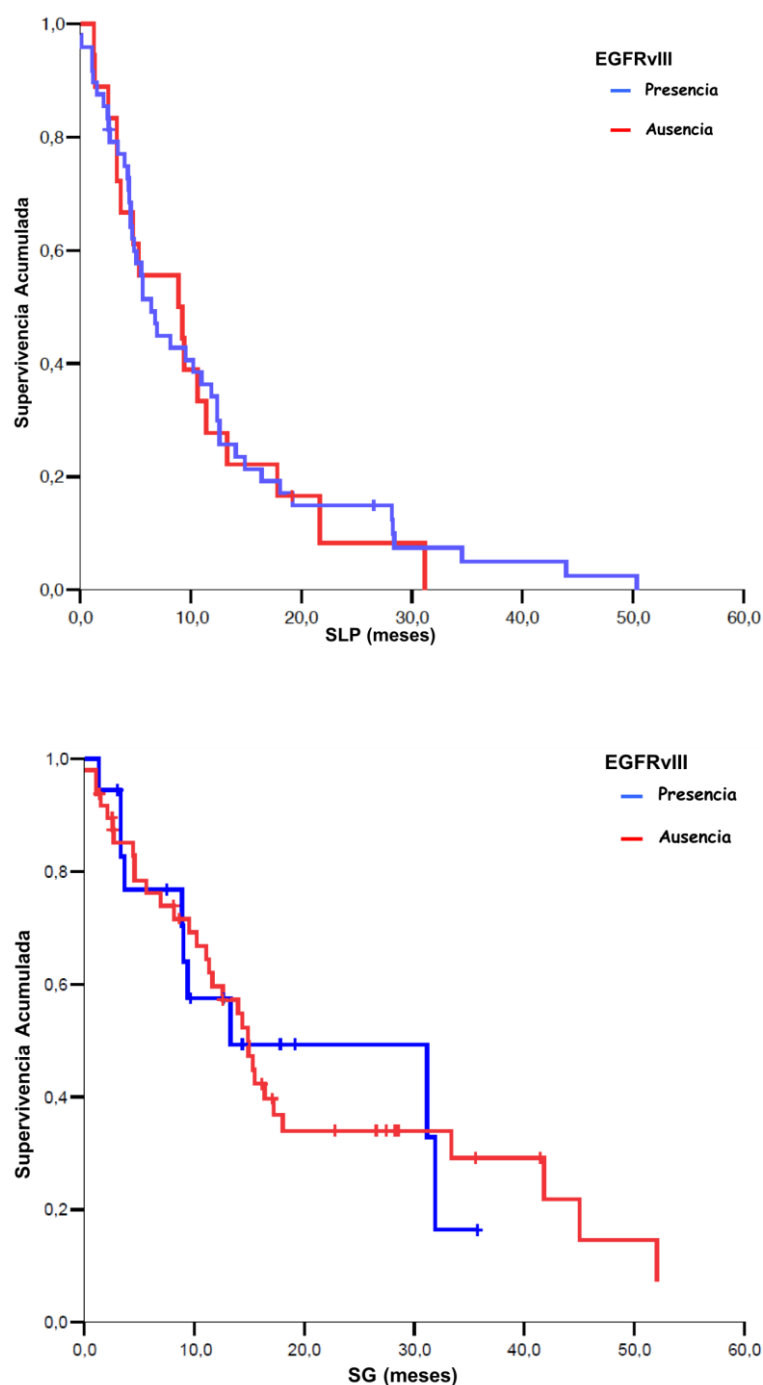 EGFRvIII
Presencia
Ausencia
Supervivencia Acumulada
1,0
0,8
0,6
0,4
0,2
0,0
0,0 10,0 20,0 30,0 40,0 50,0 60,0
SLP (meses)
EGFRvIII
Presencia
Ausencia
Supervivencia Acumulada
1,0
0,8
0,6
0,4
0,2
0,0
0,0 10,0 20,0 30,0 40,0 50,0 60,0
SG (meses)